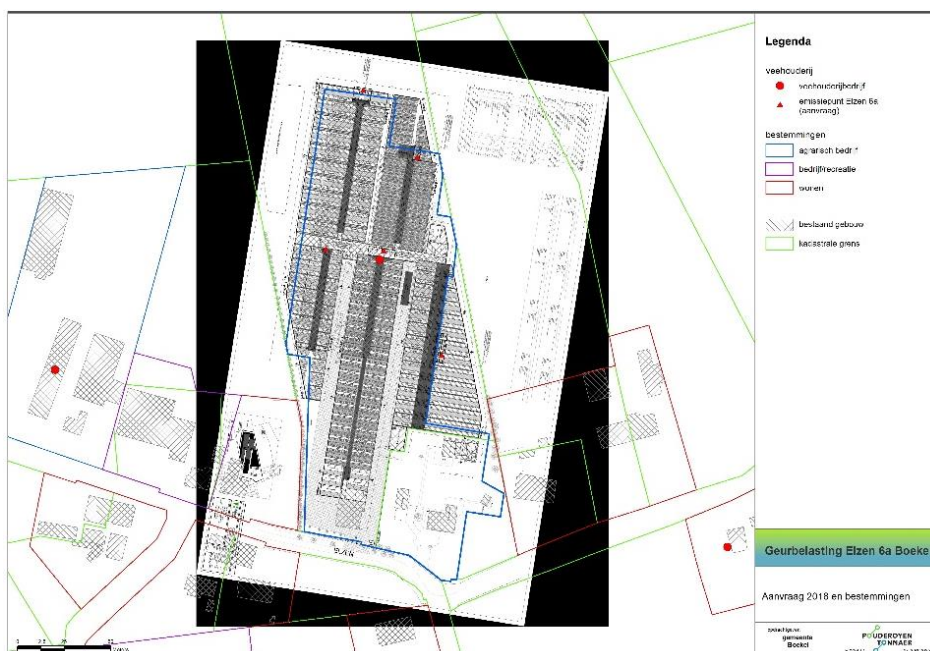 Legenda
veehouderij
veehouderijbedrijf
emissiepunt Elzen 6a
(aanvraag)
bestemmingen
agrarisch bedrijf
bedrijf/recreatie
wonen
bestaand gebouw
kadastrale grens
Geurbelasting Elzen 6a Boekel
Aanvraag 2018 en bestemmingen
gemeente
Boekel
POUDEROYEN
TONNAER